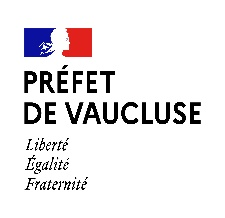 PRÉFET
DE VAUCLUSE
Liberté
Égalité
Fraternité